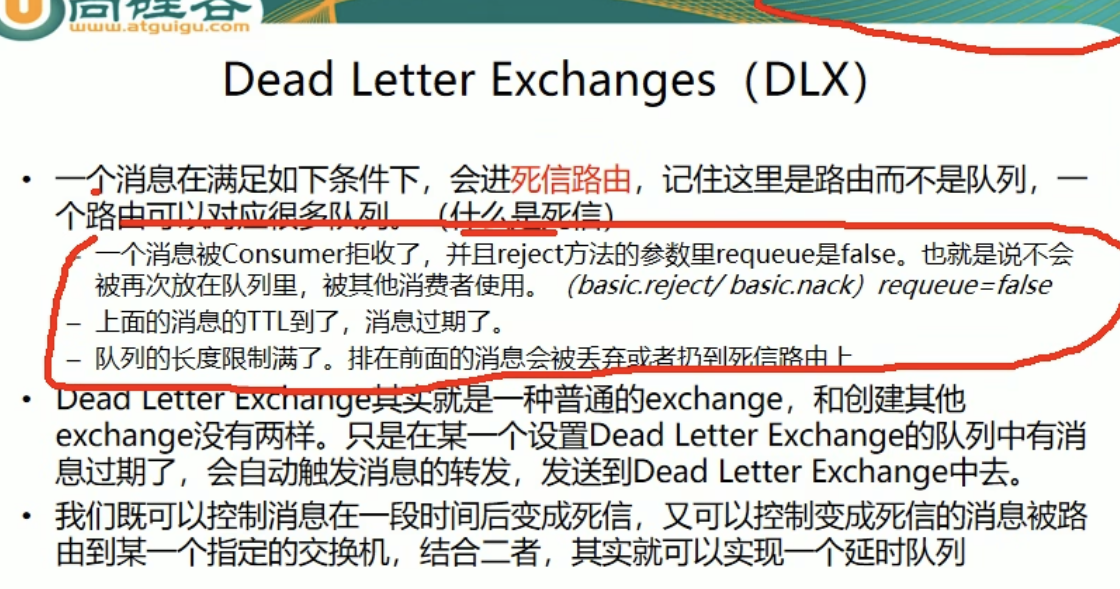 尚硅谷
www.atguigu.com
Dead Letter Exchanges（DLX）
• 一个消息在满足如下条件下，会进死信路由，记住这里是路由而不是队列，一
个路由可以对应很多队列。（什么是死信）
– 一个消息被Consumer拒收了，并且reject方法的参数里requeue是false。也就是说不会
被再次放在队列里，被其他消费者使用。（basic.reject/ basic.nack）requeue=false
– 上面的消息的TTL到了，消息过期了。
– 队列的长度限制满了。排在前面的消息会被丢弃或者扔到死信路由上
• Dead Letter Exchange其实就是一种普通的exchange，和创建其他
exchange没有两样。只是在某一个设置Dead Letter Exchange的队列中有消
息过期了，会自动触发消息的转发，发送到Dead Letter Exchange中去。
• 我们既可以控制消息在一段时间后变成死信，又可以控制变成死信的消息被路
由到某一个指定的交换机，结合二者，其实就可以实现一个延时队列